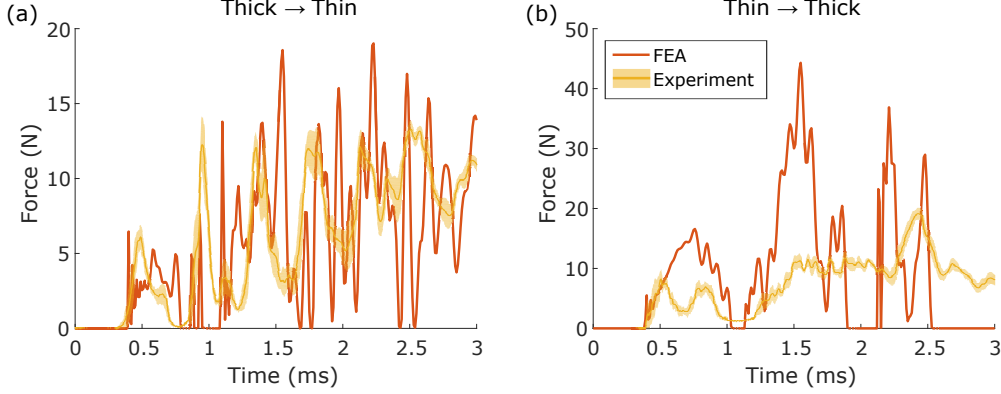 (a)
Thick → Thin
20
15
10
5
0
0
0.5
1
1.5
2
2.5
3
Force (N)
Time (ms)
(b)
Thin → Thick
50
40
30
20
10
0
0
0.5
1
1.5
2
2.5
3
Force (N)
Time (ms)
FEA
Experiment